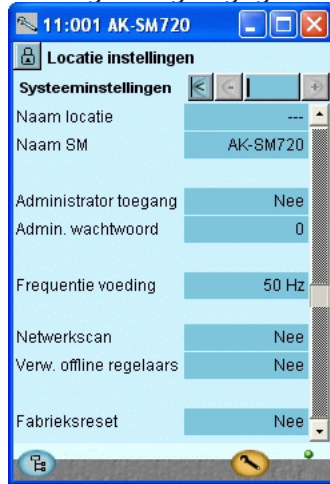 11:001 AK-SM720
Locatie instellingen
Systeeminstellingen
Naam locatie ---
Naam SM AK-SM720
Administrator toegang Nee
Admin. wachtwoord 0
Frequentie voeding 50 Hz
Netwerkscan Nee
Verw. offline regelaars Nee
Fabrieksreset Nee